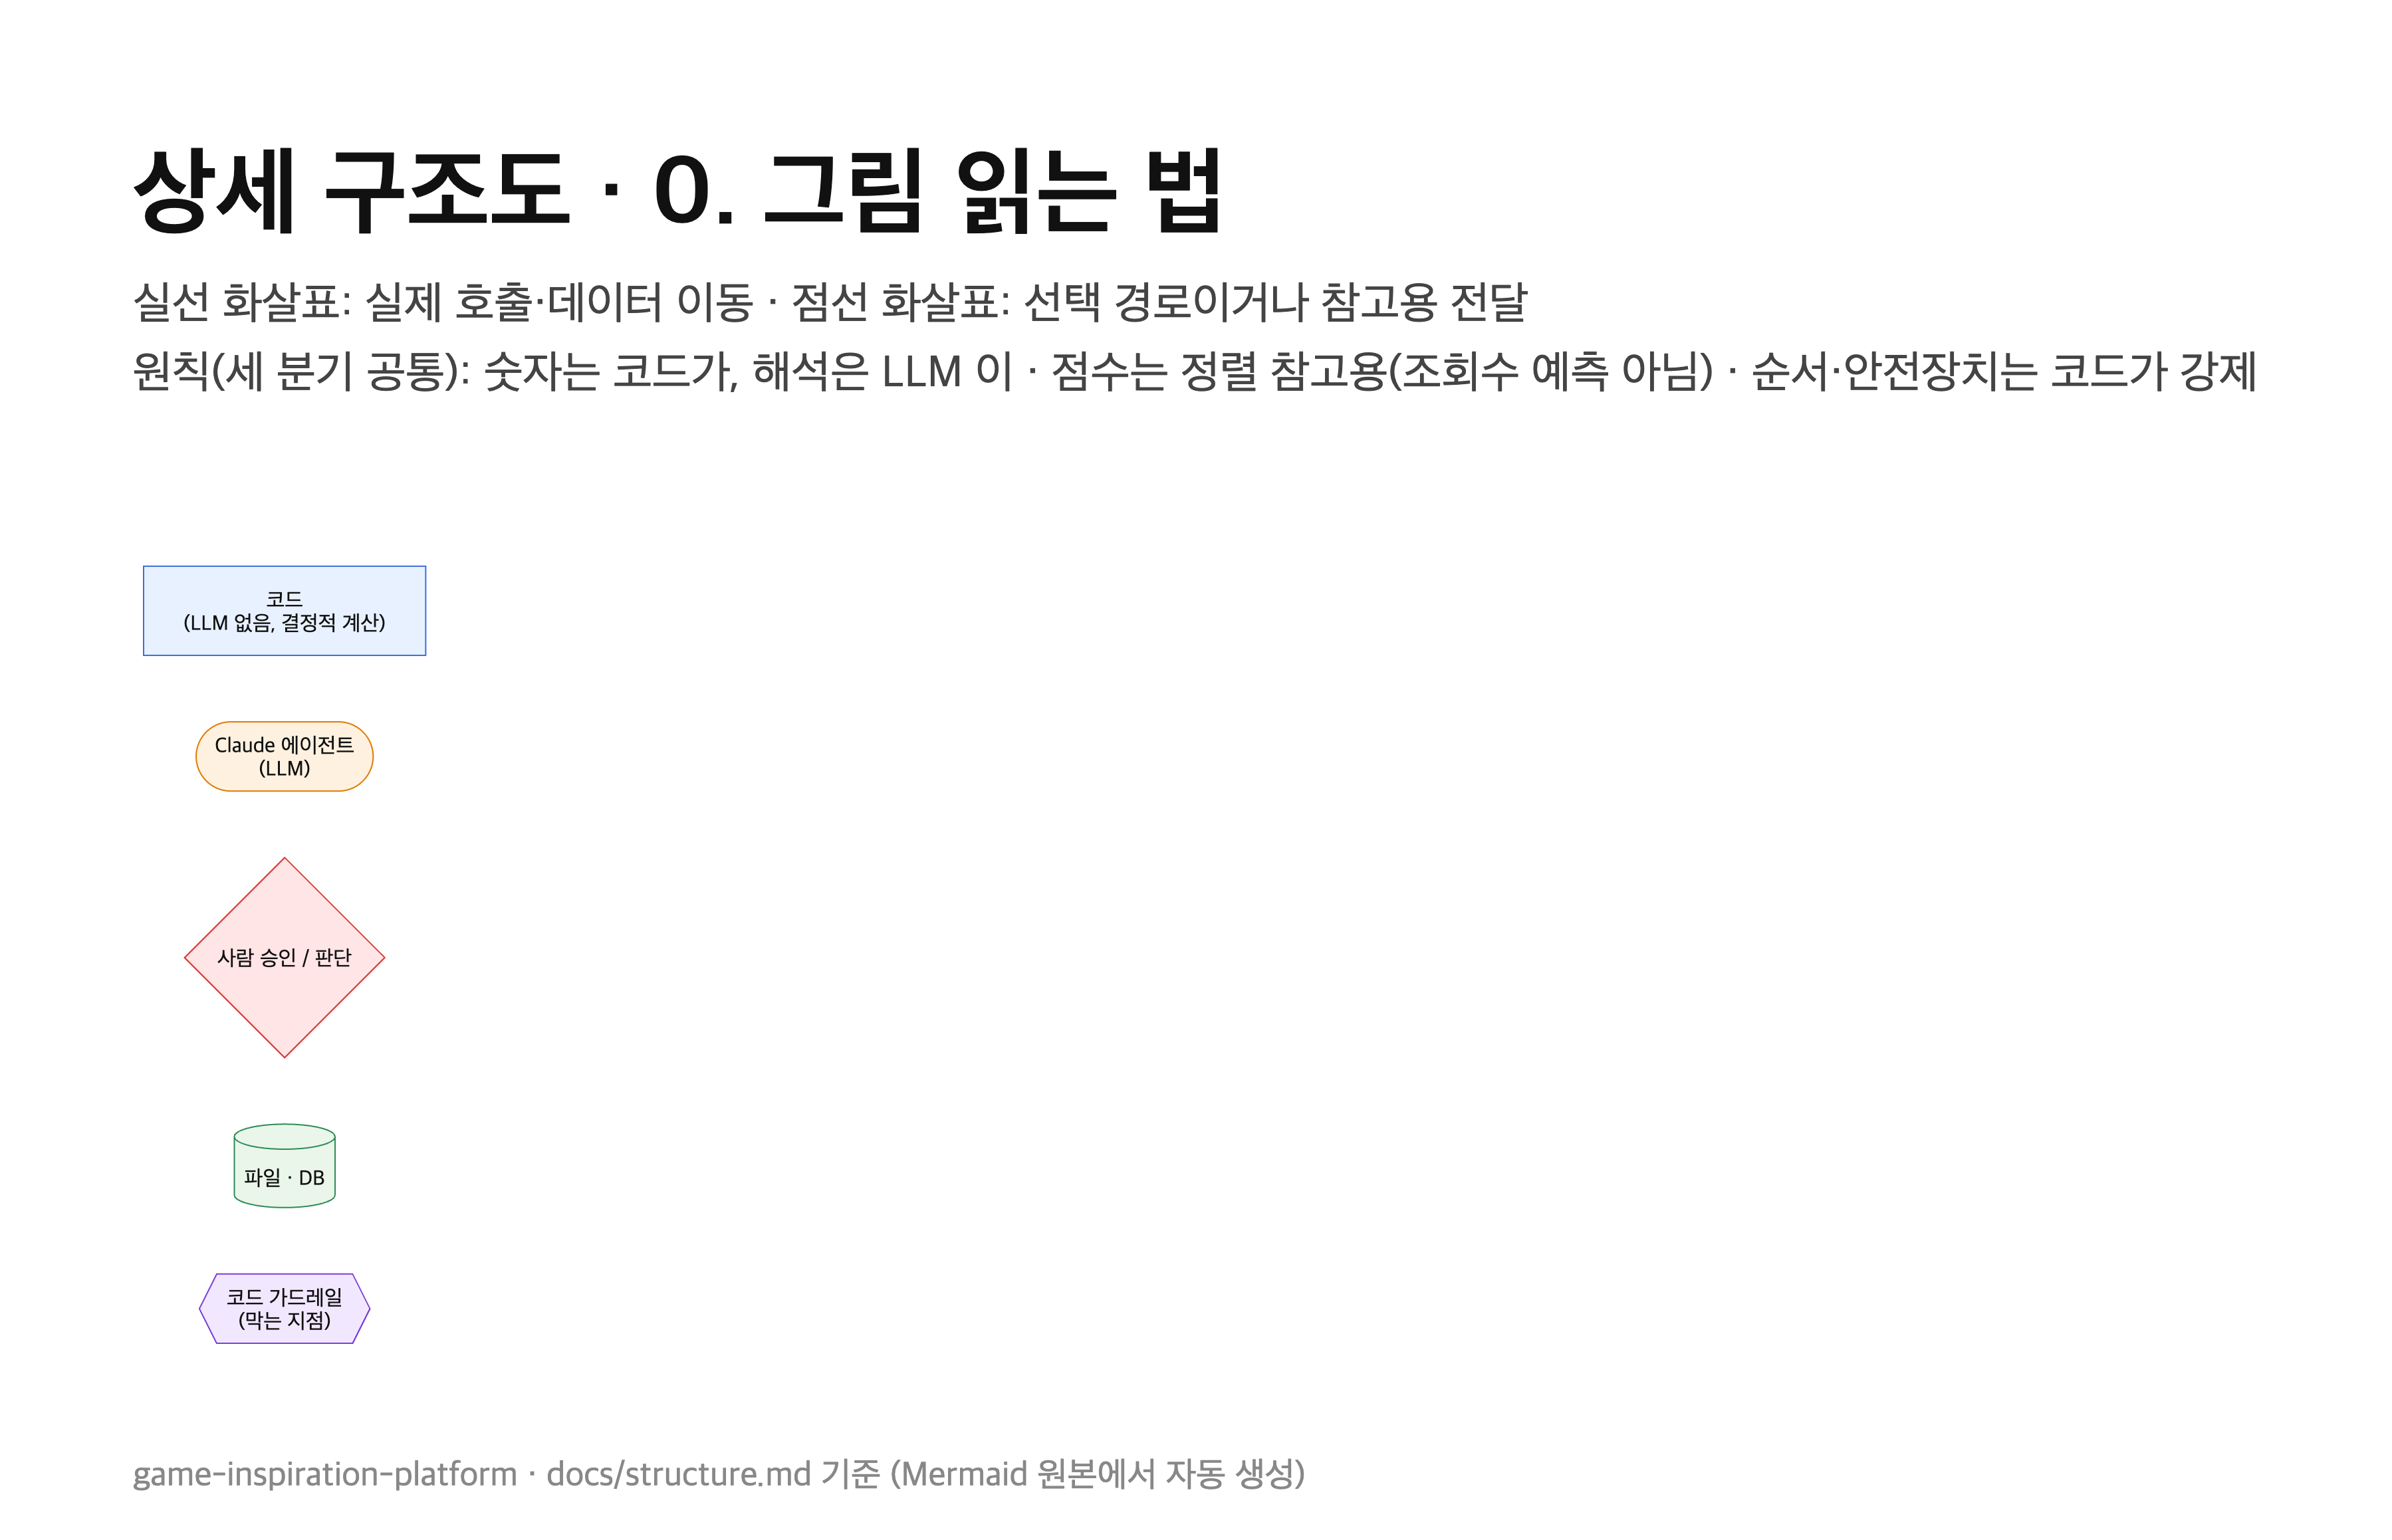 상세 구조도 · 0. 그림 읽는 법
실선 화살표: 실제 호출·데이터 이동 · 점선 화살표: 선택 경로이거나 참고용 전달
원칙(세 분기 공통): 숫자는 코드가, 해석은 LLM 이 · 점수는 정렬 참고용(조회수 예측 아님) · 순서·안전장치는 코드가 강제
코드
(LLM 없음, 결정적 계산)
Claude 에이전트
(LLM)
사람 승인 / 판단
파일 · DB
코드 가드레일
(막는 지점)
game-inspiration-platform · docs/structure.md 기준 (Mermaid 원본에서 자동 생성)